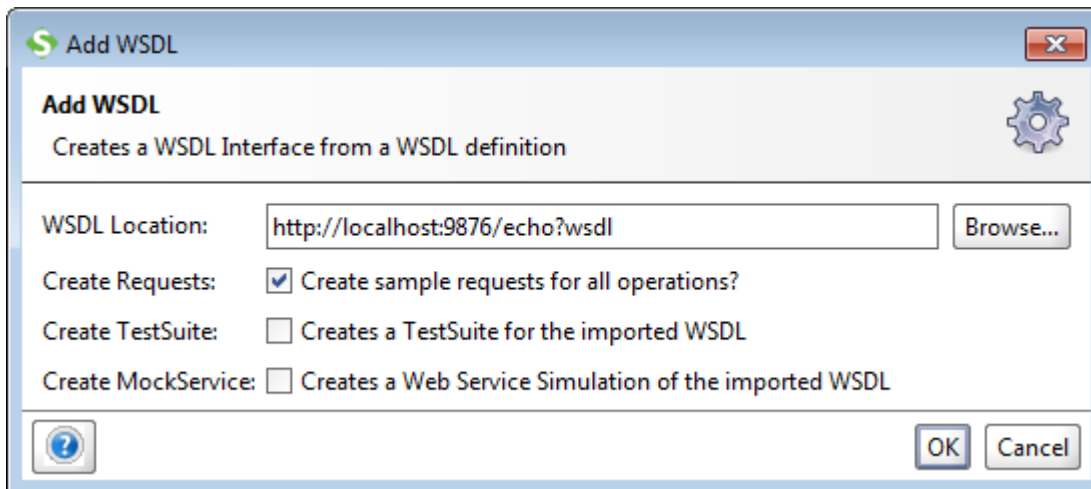 Add WSDL
Add WSDL
Creates a WSDL Interface from a WSDL definition
WSDL Location: http://localhost:9876/echo?wsdl Browse...
Create Requests: Create sample requests for all operations?
Create TestSuite: Creates a TestSuite for the imported WSDL
Create MockService: Creates a Web Service Simulation of the imported WSDL
OK Cancel